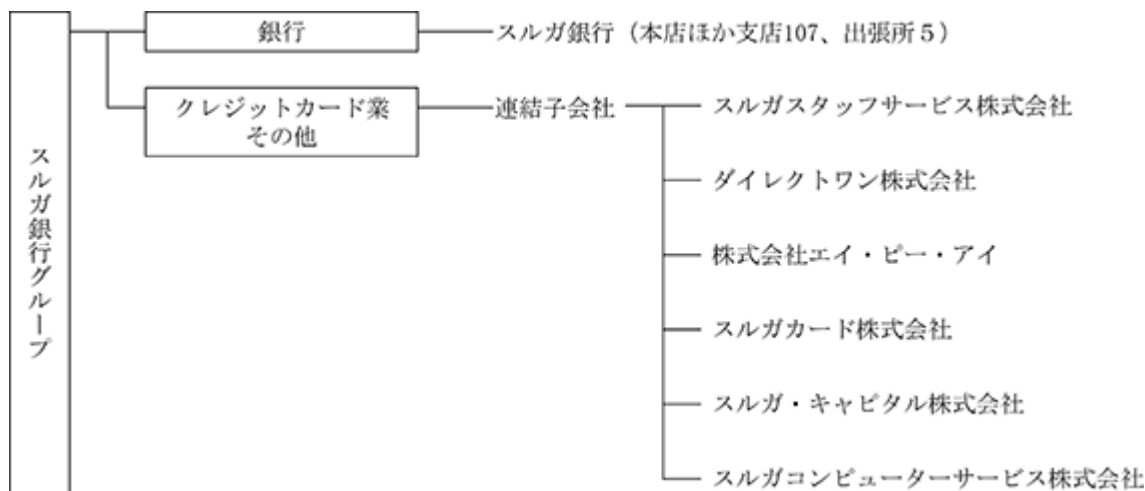 スルガ銀行グループ
銀行
スルガ銀行（本店ほか支店107、出張所５）
クレジットカード業
その他
連結子会社
スルガスタッフサービス株式会社
ダイレクトワン株式会社
株式会社エイ・ピー・アイ
スルガカード株式会社
スルガ・キャピタル株式会社
スルガコンピューターサービス株式会社